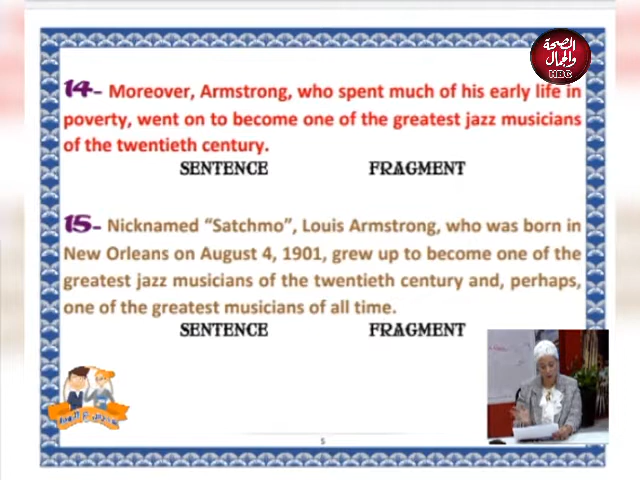 الصحة
والجمال
HBC
14- Moreover, Armstrong, who spent much of his early life in
poverty, went on to become one of the greatest jazz musicians
of the twentieth century.
SENTENCE FRAGMENT
15- Nicknamed “Satchmo”, Louis Armstrong, who was born in
New Orleans on August 4, 1901, grew up to become one of the
greatest jazz musicians of the twentieth century and, perhaps,
one of the greatest musicians of all time.
SENTENCE FRAGMENT
5